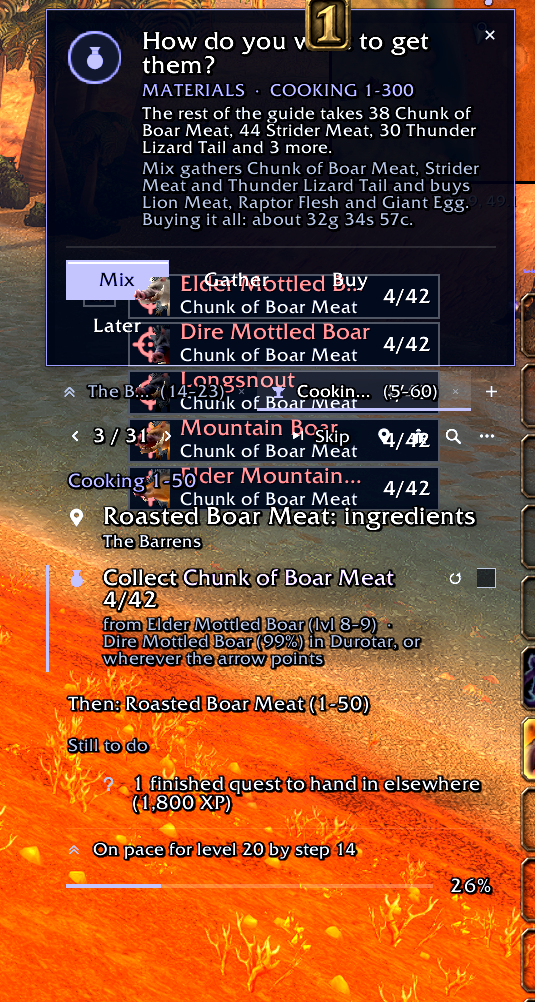 1
How do you to get
them?
MATERIALS · COOKING 1-300
The rest of the guide takes 38 Chunk of
Boar Meat, 44 Strider Meat, 30 Thunder
Lizard Tail and 3 more.
Mix gathers Chunk of Boar Meat, Strider
Meat and Thunder Lizard Tail and buys
Lion Meat, Raptor Flesh and Giant Egg.
Buying it all: about 32g 34s 57c.
Mix Gather Buy
Elder Mottled B...
Chunk of Boar Meat 4/42
Later
Dire Mottled Boar
Chunk of Boar Meat 4/42
Longsnout
Chunk of Boar Meat
The B... (14-23) × Cookin... (5-60) × +
Mountain Boar
Chunk of Boar Meat 4/42
< 3 / 31 > Skip ...
Elder Mountain...
Chunk of Boar Meat 4/42
Cooking 1-50
Roasted Boar Meat: ingredients
The Barrens
Collect Chunk of Boar Meat
4/42
from Elder Mottled Boar (lvl 8-9) ·
Dire Mottled Boar (99%) in Durotar, or
wherever the arrow points
Then: Roasted Boar Meat (1-50)
Still to do
? 1 finished quest to hand in elsewhere
(1,800 XP)
On pace for level 20 by step 14
26%